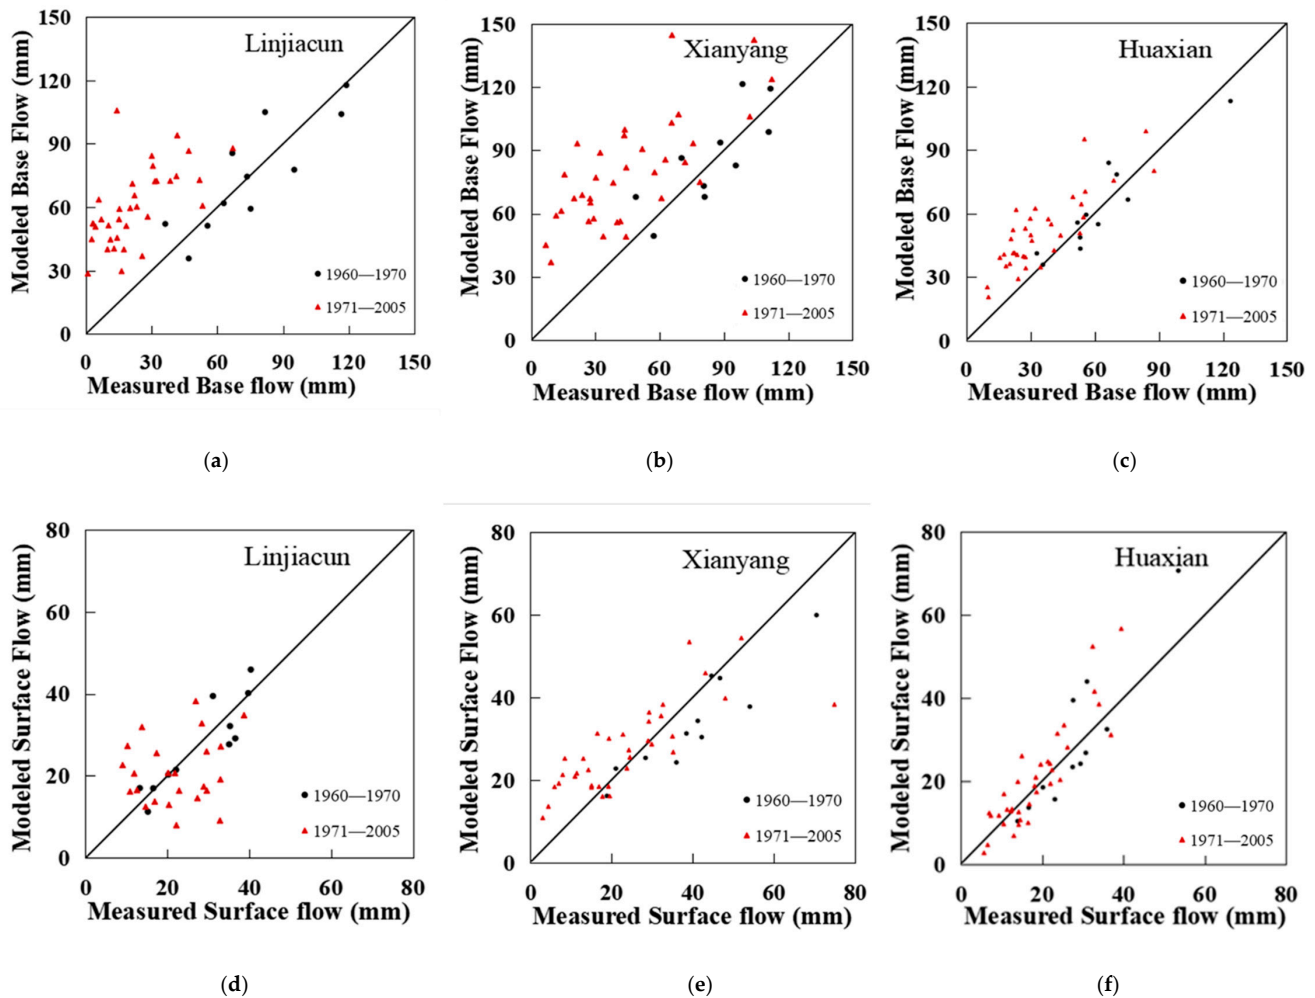 Modeled Base Flow (mm)
150
120
90
60
30
0
Linjiacun
1960—1970
1971—2005
0 30 60 90 120 150
Measured Base flow (mm)
(a)
Modeled Base Flow (mm)
150
120
90
60
30
0
Xianyang
1960—1970
1971—2005
0 30 60 90 120 150
Measured Base flow (mm)
(b)
Modeled Base Flow (mm)
150
120
90
60
30
0
Huaxian
1960—1970
1971—2005
0 30 60 90 120 150
Measured Base flow (mm)
(c)
Modeled Surface Flow (mm)
80
60
40
20
0
Linjiacun
1960—1970
1971—2005
0 20 40 60 80
Measured Surface flow (mm)
(d)
Modeled Surface Flow (mm)
80
60
40
20
0
Xianyang
1960—1970
1971—2005
0 20 40 60 80
Measured Surface flow (mm)
(e)
Modeled Surface Flow (mm)
80
60
40
20
0
Huaxian
1960—1970
1971—2005
0 20 40 60 80
Measured Surface flow (mm)
(f)